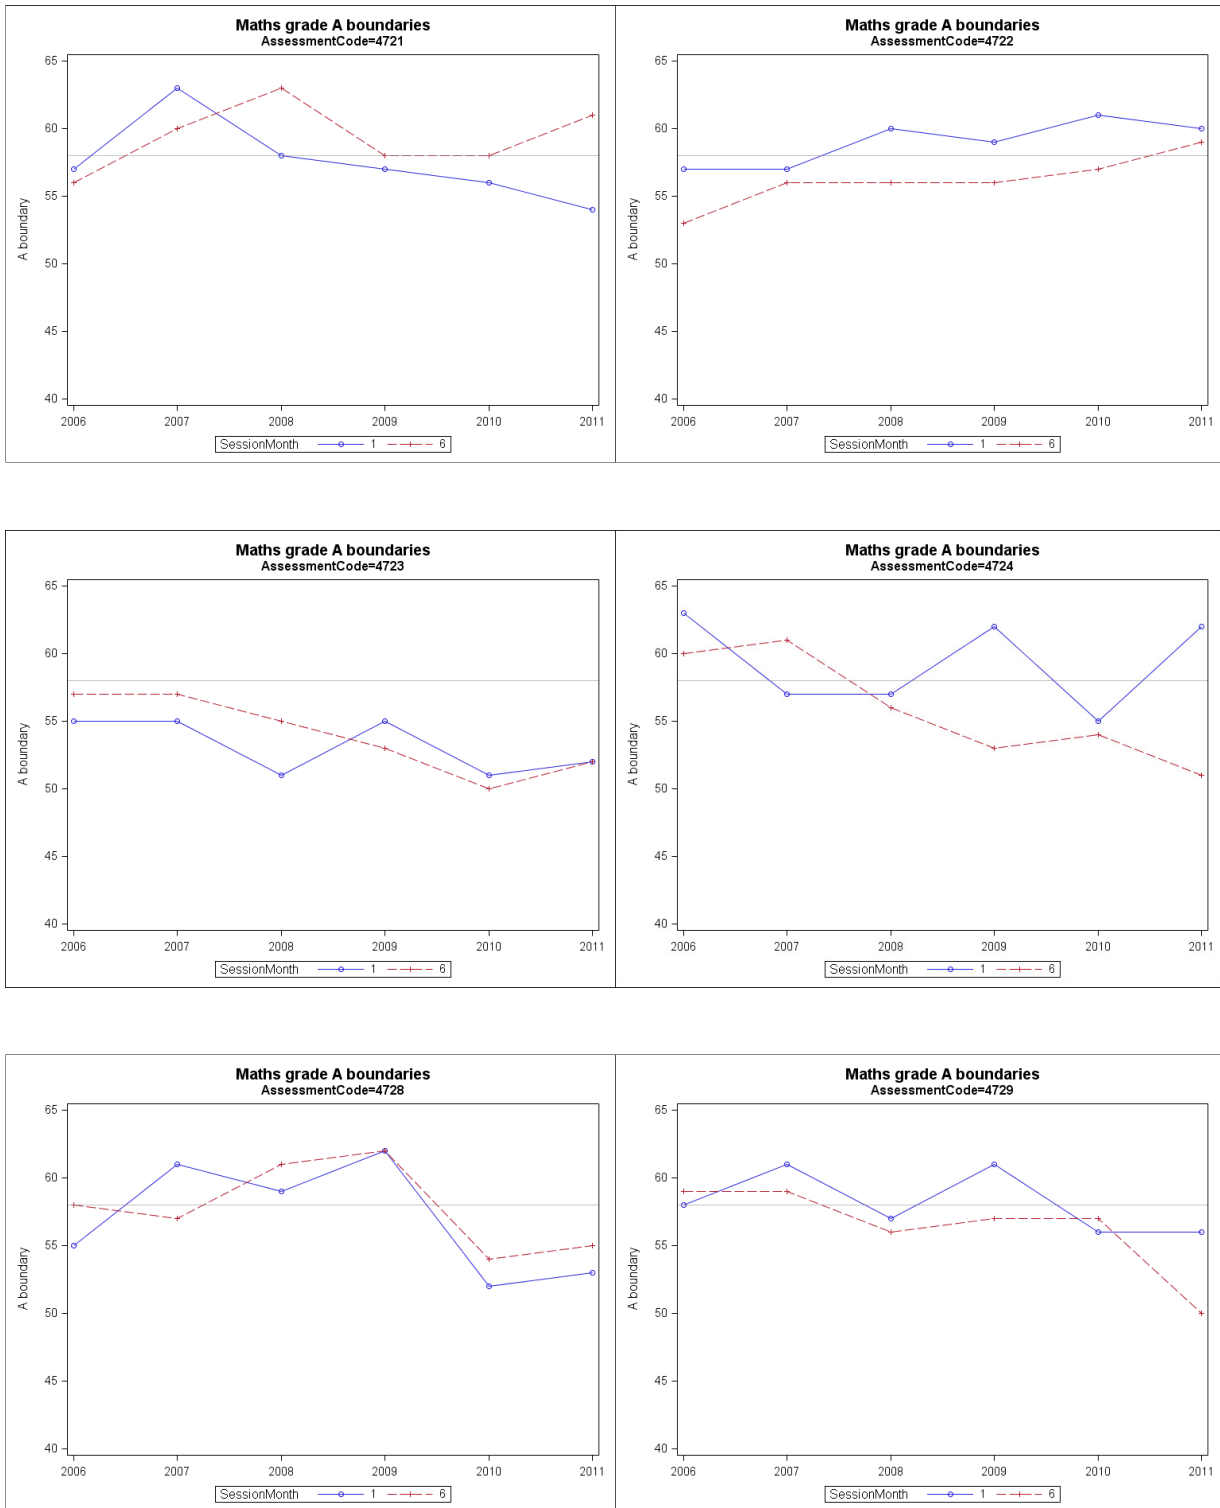 Maths grade A boundaries
AssessmentCode=4721
65
60
55
50
45
40
A boundary
2006 2007 2008 2009 2010 2011
SessionMonth 1 6
Maths grade A boundaries
AssessmentCode=4722
65
60
55
50
45
40
A boundary
2006 2007 2008 2009 2010 2011
SessionMonth 1 6
Maths grade A boundaries
AssessmentCode=4723
65
60
55
50
45
40
A boundary
2006 2007 2008 2009 2010 2011
SessionMonth 1 6
Maths grade A boundaries
AssessmentCode=4724
65
60
55
50
45
40
A boundary
2006 2007 2008 2009 2010 2011
SessionMonth 1 6
Maths grade A boundaries
AssessmentCode=4728
65
60
55
50
45
40
A boundary
2006 2007 2008 2009 2010 2011
SessionMonth 1 6
Maths grade A boundaries
AssessmentCode=4729
65
60
55
50
45
40
A boundary
2006 2007 2008 2009 2010 2011
SessionMonth 1 6